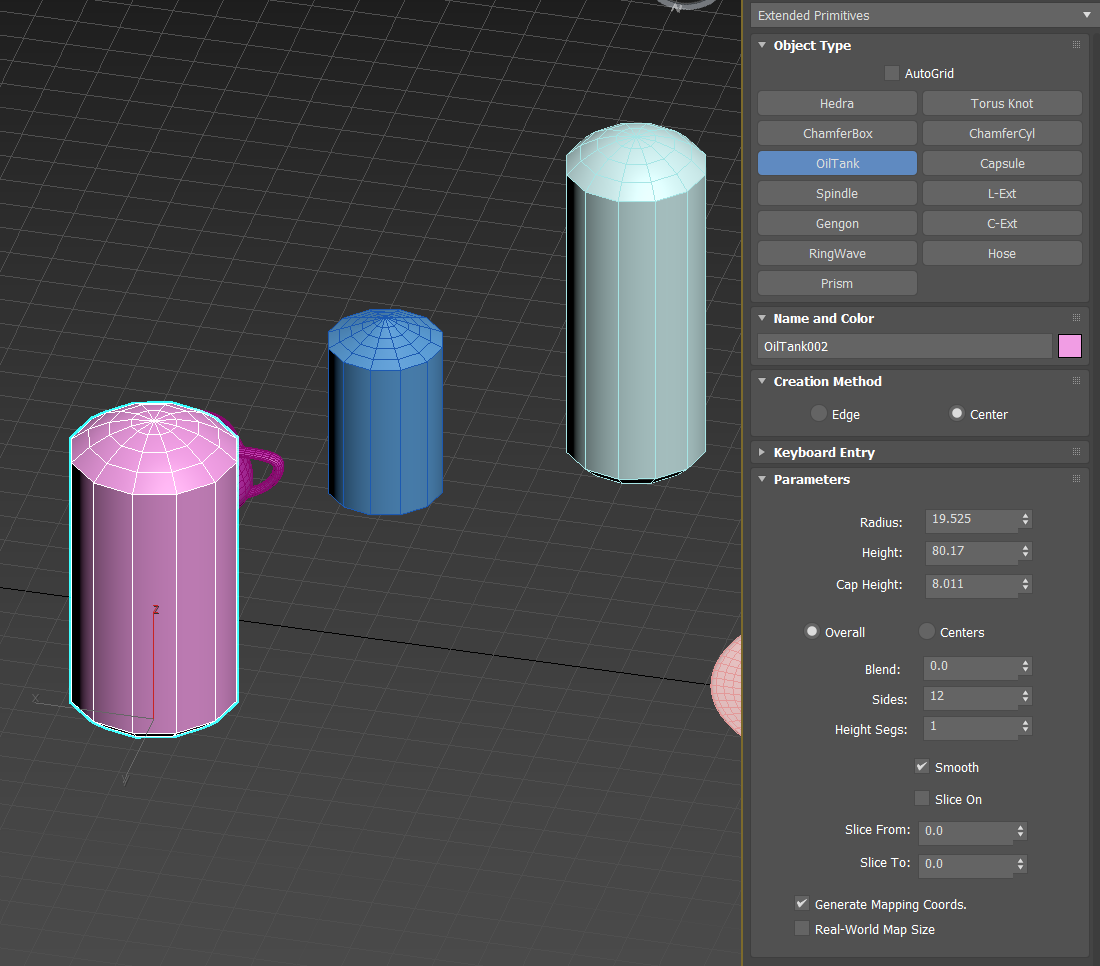 N
Extended Primitives
Object Type
AutoGrid
Hedra Torus Knot
ChamferBox ChamferCyl
OilTank Capsule
Spindle L-Ext
Gengon C-Ext
RingWave Hose
Prism
Name and Color
OilTank002
Creation Method
Edge Center
Keyboard Entry
Parameters
Radius: 19.525
Height: 80.17
Cap Height: 8.011
Overall Centers
Blend: 0.0
Sides: 12
Height Segs: 1
Smooth
Slice On
Slice From: 0.0
Slice To: 0.0
Generate Mapping Coords.
Real-World Map Size
z
x
y